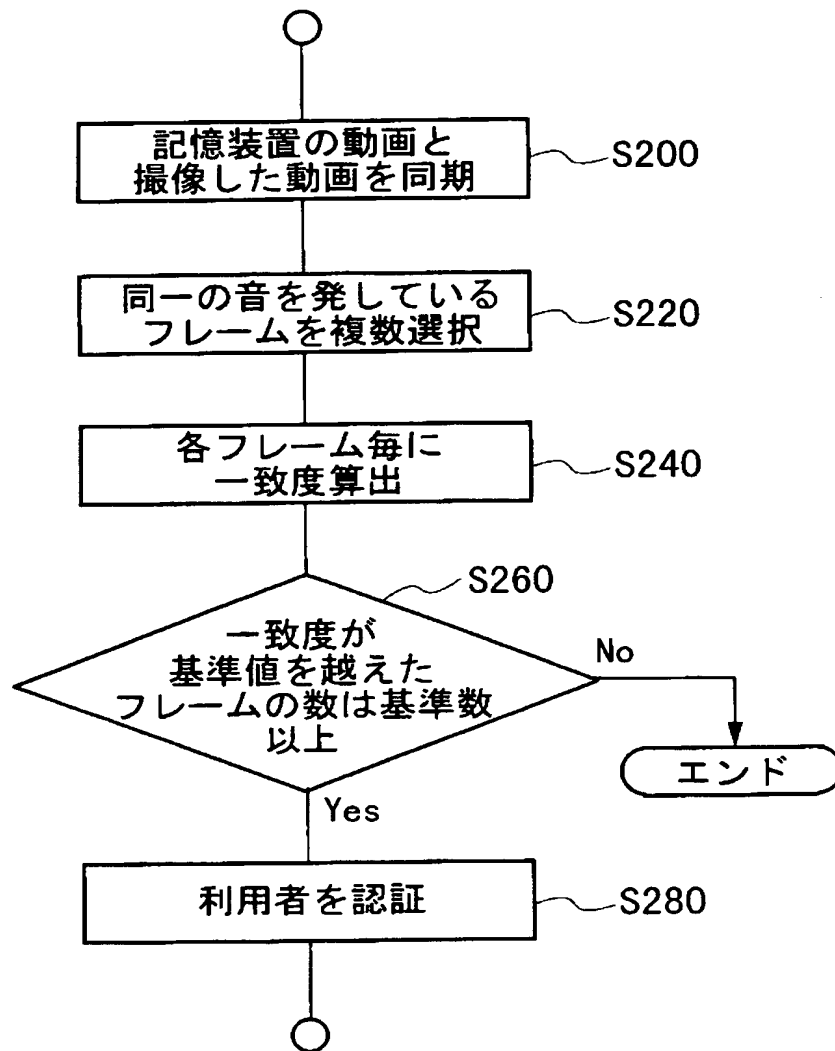 記憶装置の動画と
撮像した動画を同期
S200
同一の音を発している
フレームを複数選択
S220
各フレーム毎に
一致度算出
S240
S260
一致度が
基準値を越えた
フレームの数は基準数
以上
No
エンド
Yes
利用者を認証
S280